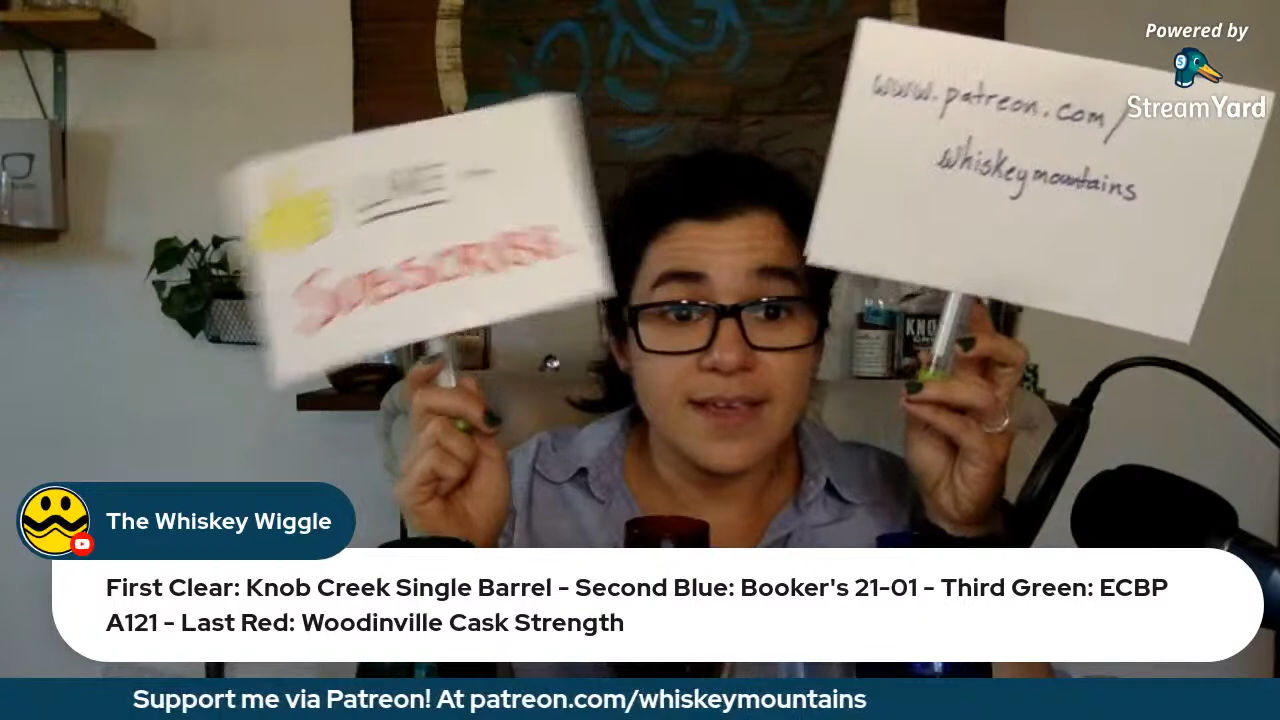 Powered by
StreamYard
www.patreon.com/
whiskeymountains
SUBSCRIBE
KNOB
The Whiskey Wiggle
First Clear: Knob Creek Single Barrel - Second Blue: Booker's 21-01 - Third Green: ECBP
A121 - Last Red: Woodinville Cask Strength
Support me via Patreon! At patreon.com/whiskeymountains